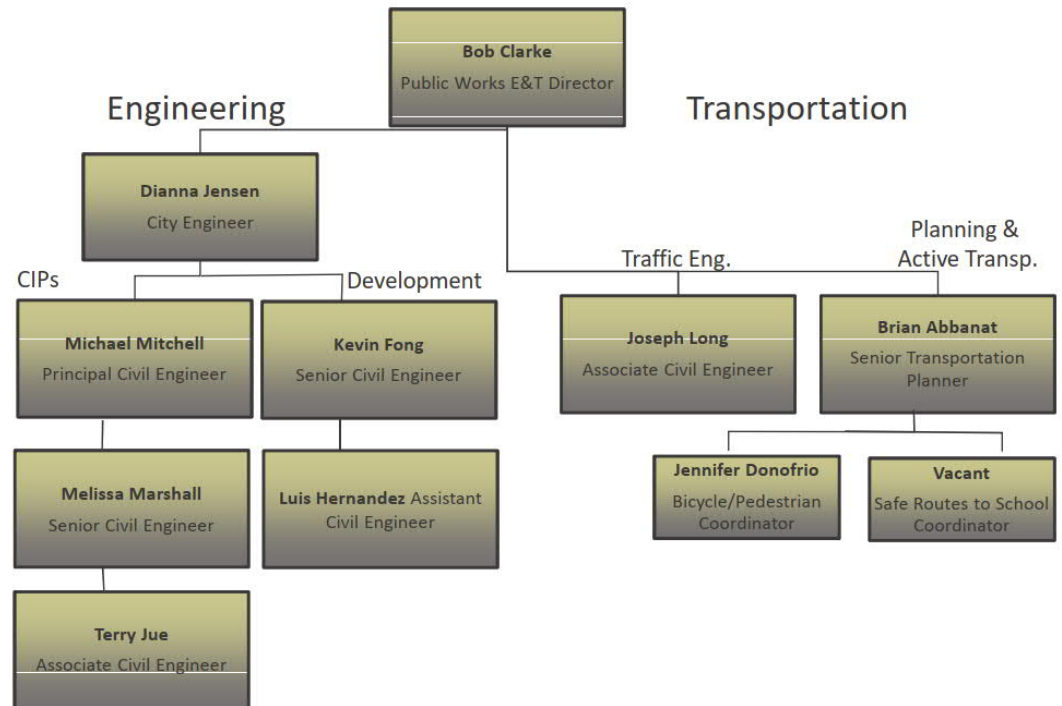 Bob Clarke
Public Works E&T Director
Engineering
Transportation
Dianna Jensen
City Engineer
CIPs
Development
Traffic Eng.
Planning &
Active Transp.
Michael Mitchell
Principal Civil Engineer
Kevin Fong
Senior Civil Engineer
Joseph Long
Associate Civil Engineer
Brian Abbanat
Senior Transportation
Planner
Melissa Marshall
Senior Civil Engineer
Luis Hernandez Assistant
Civil Engineer
Jennifer Donofrio
Bicycle/Pedestrian
Coordinator
Vacant
Safe Routes to School
Coordinator
Terry Jue
Associate Civil Engineer